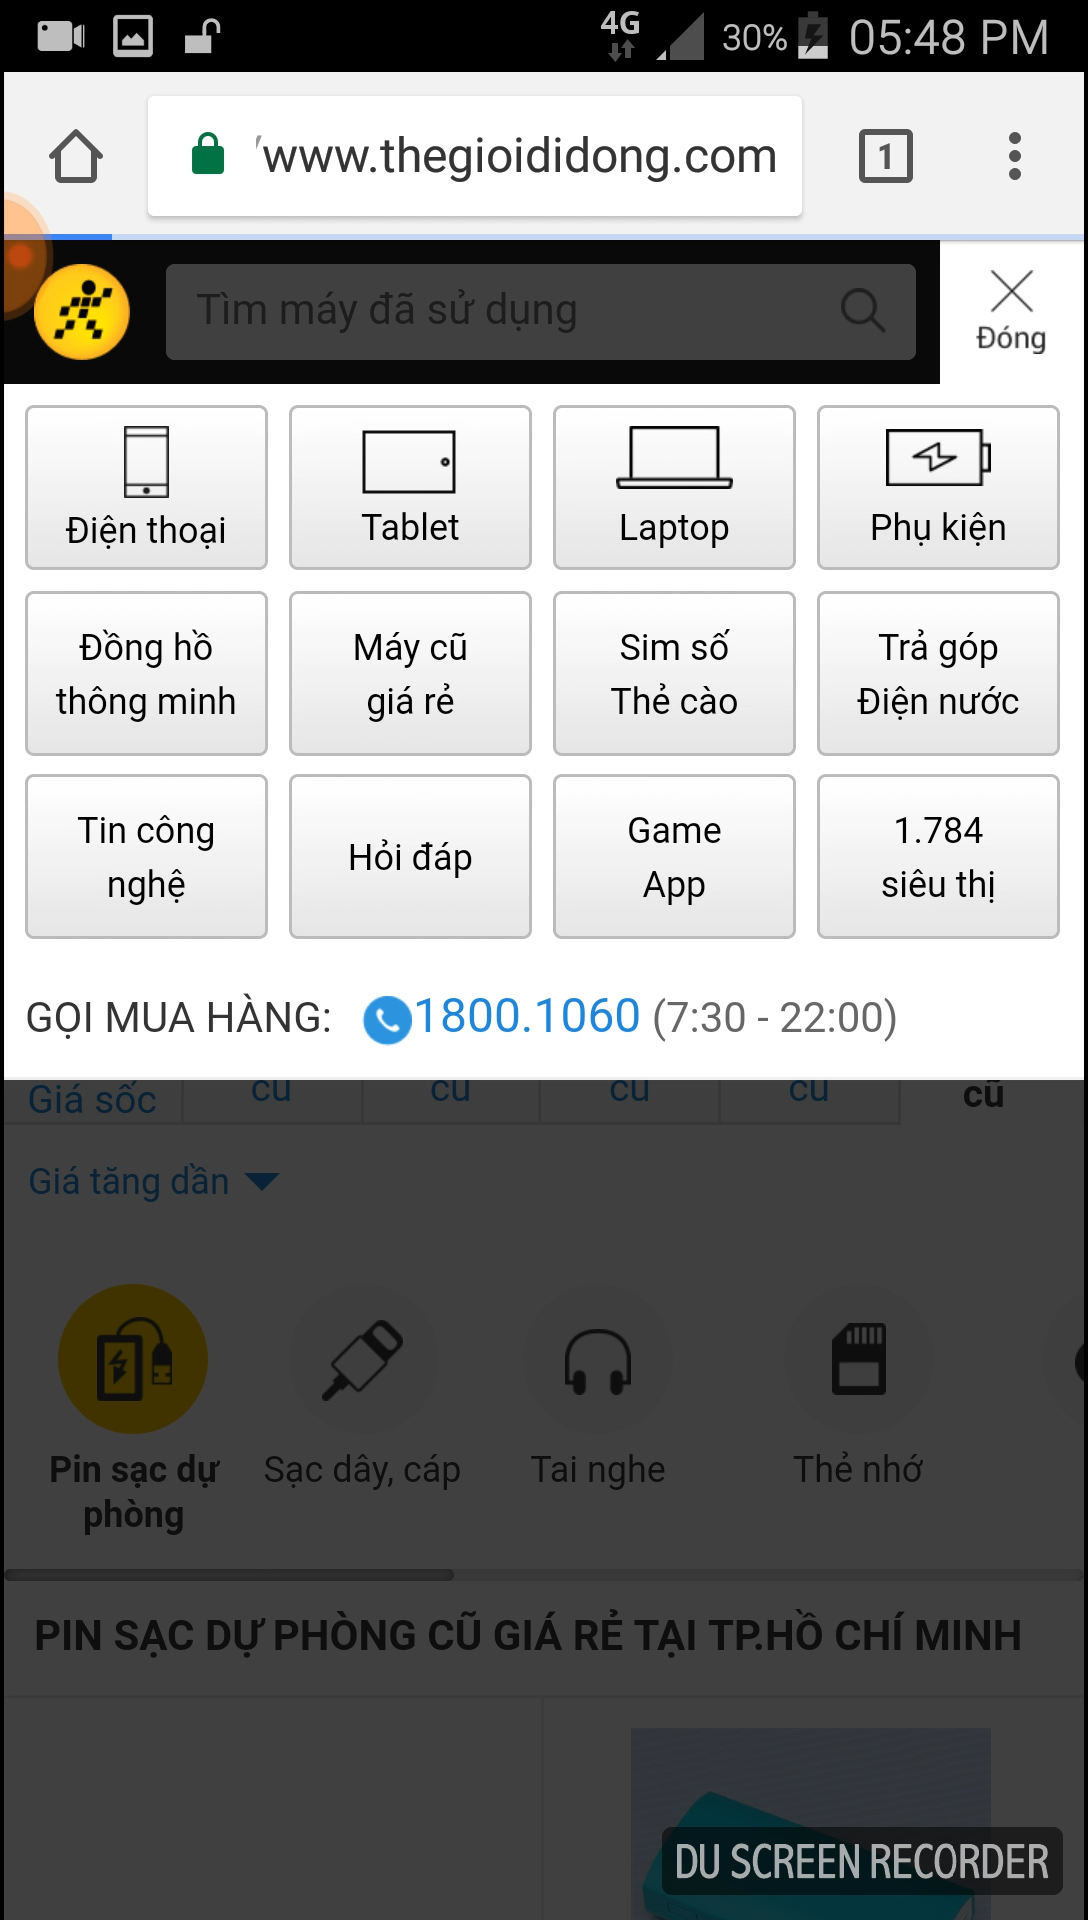 4G 30% 05:48 PM
www.thegioididong.com 1
Tìm máy đã sử dụng
Đóng
Điện thoại Tablet Laptop Phụ kiện
Đồng hồ Máy cũ Sim số Trả góp
thông minh giá rẻ Thẻ cào Điện nước
Tin công Hỏi đáp Game 1.784
nghệ App siêu thị
GỌI MUA HÀNG: 1800.1060 (7:30 - 22:00)
Giá sốc cũ cũ cũ cũ cũ
Giá tăng dần
Pin sạc dự Sạc dây, cáp Tai nghe Thẻ nhớ
phòng
PIN SẠC DỰ PHÒNG CŨ GIÁ RẺ TẠI TP.HỒ CHÍ MINH
DU SCREEN RECORDER